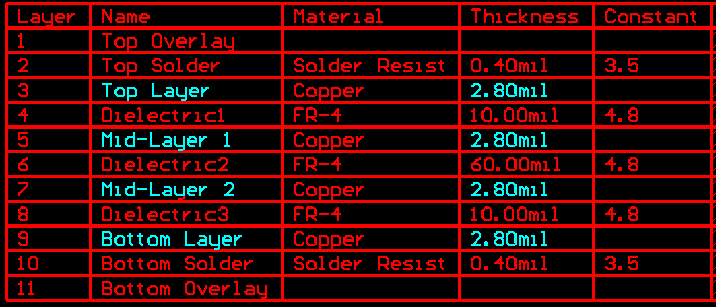 Layer Name Material Thickness Constant
1 Top Overlay
2 Top Solder Solder Resist 0.40mil 3.5
3 Top Layer Copper 2.80mil
4 Dielectric1 FR-4 10.00mil 4.8
5 Mid-Layer 1 Copper 2.80mil
6 Dielectric2 FR-4 60.00mil 4.8
7 Mid-Layer 2 Copper 2.80mil
8 Dielectric3 FR-4 10.00mil 4.8
9 Bottom Layer Copper 2.80mil
10 Bottom Solder Solder Resist 0.40mil 3.5
11 Bottom Overlay